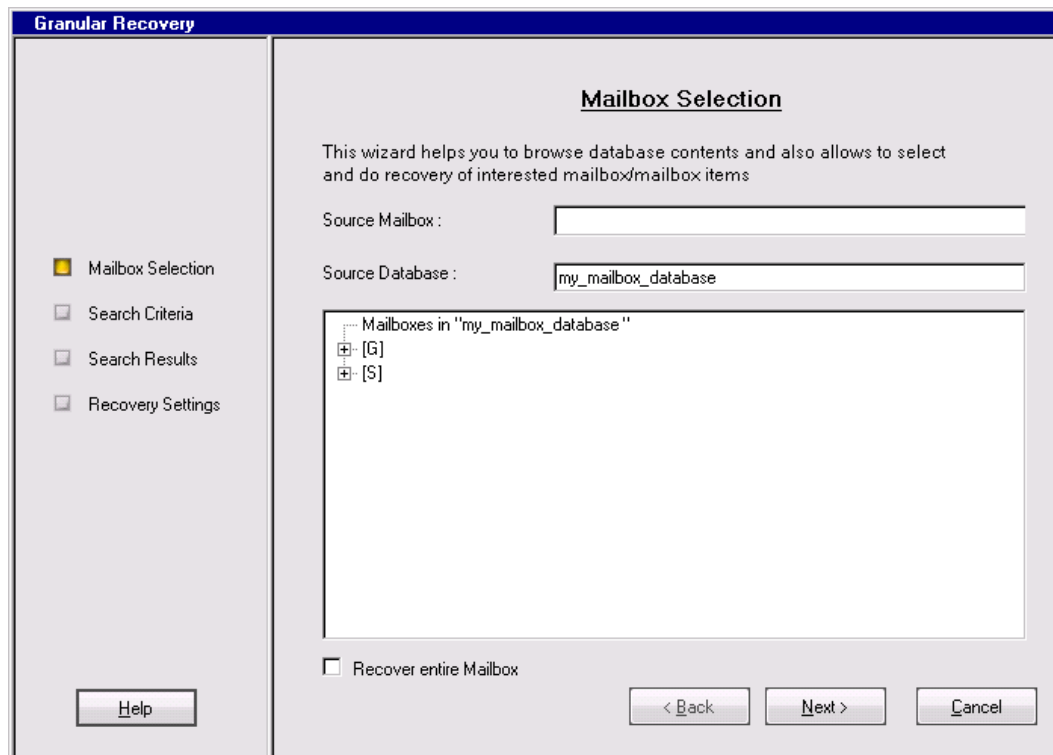 Granular Recovery
Mailbox Selection
Search Criteria
Search Results
Recovery Settings
Help
Mailbox Selection
This wizard helps you to browse database contents and also allows to select
and do recovery of interested mailbox/mailbox items
Source Mailbox :
Source Database : my_mailbox_database
Mailboxes in "my_mailbox_database"
[G]
[S]
Recover entire Mailbox
< Back Next > Cancel